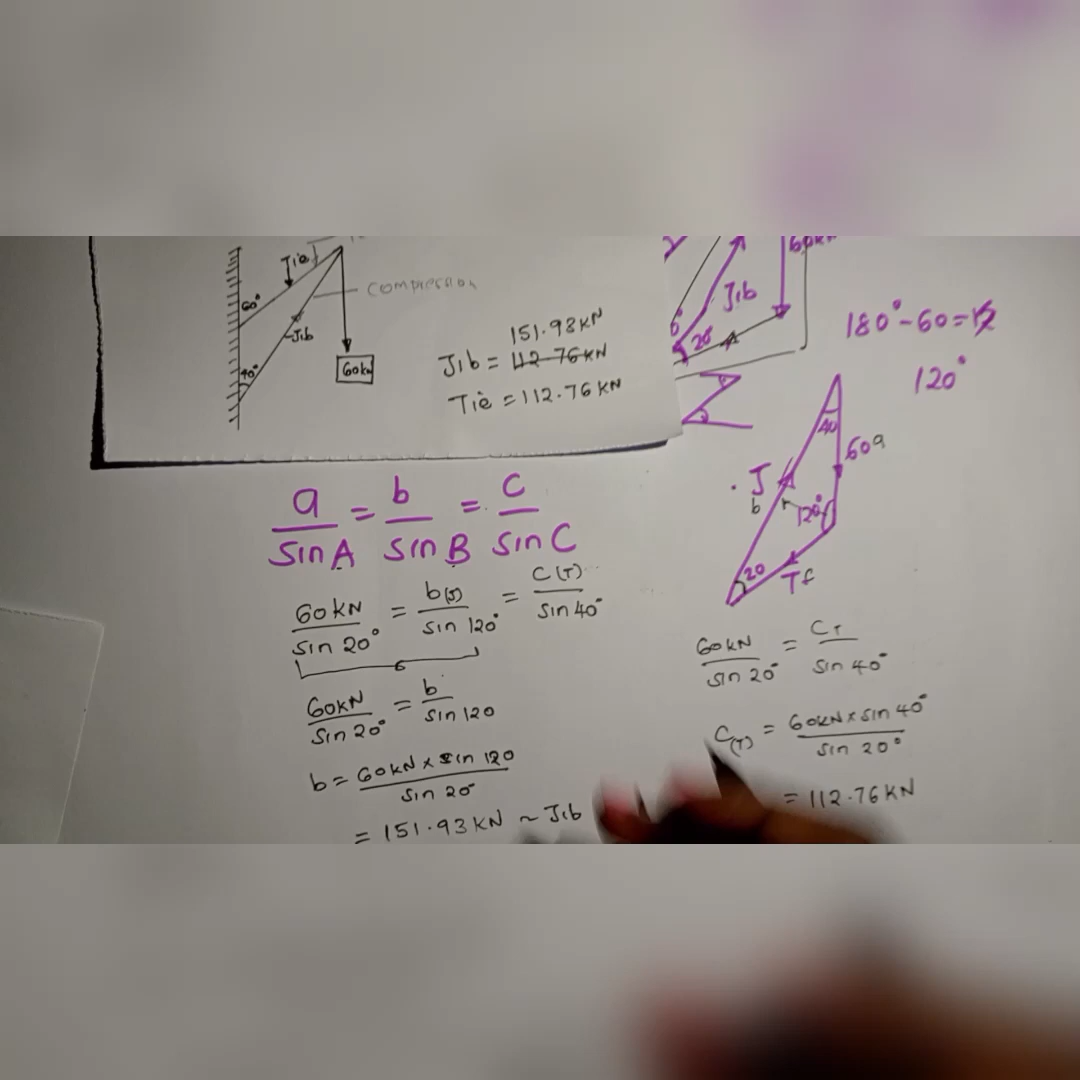 Tie
compression
60°
Jib
40°
60kN
151.93KN
Jib = 112.76KN
Tie = 112.76 KN
60KN
Jib
20°
180° - 60 = 12
120°
40
60 a
J
b
120°
20
T c
a/sin A = b/sin B = c/sin C
60KN/sin 20° = b(J)/sin 120° = C(T)/sin 40°
60KN/sin 20° = b/sin 120
b = 60KN x sin 120/sin 20°
= 151.93 KN ~ Jib
60KN/sin 20° = CT/sin 40°
C(T) = 60KN x sin 40°/sin 20°
= 112.76 KN